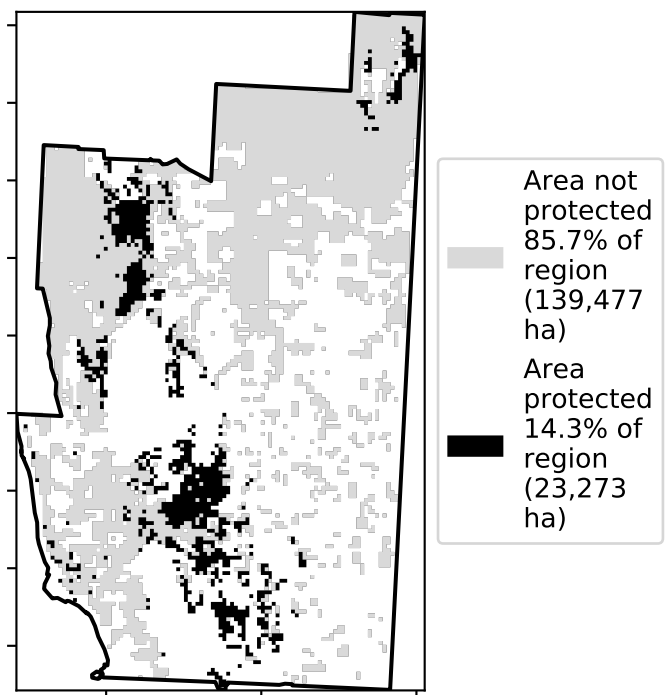 Area not
protected
85.7% of
region
(139,477
ha)
Area
protected
14.3% of
region
(23,273
ha)